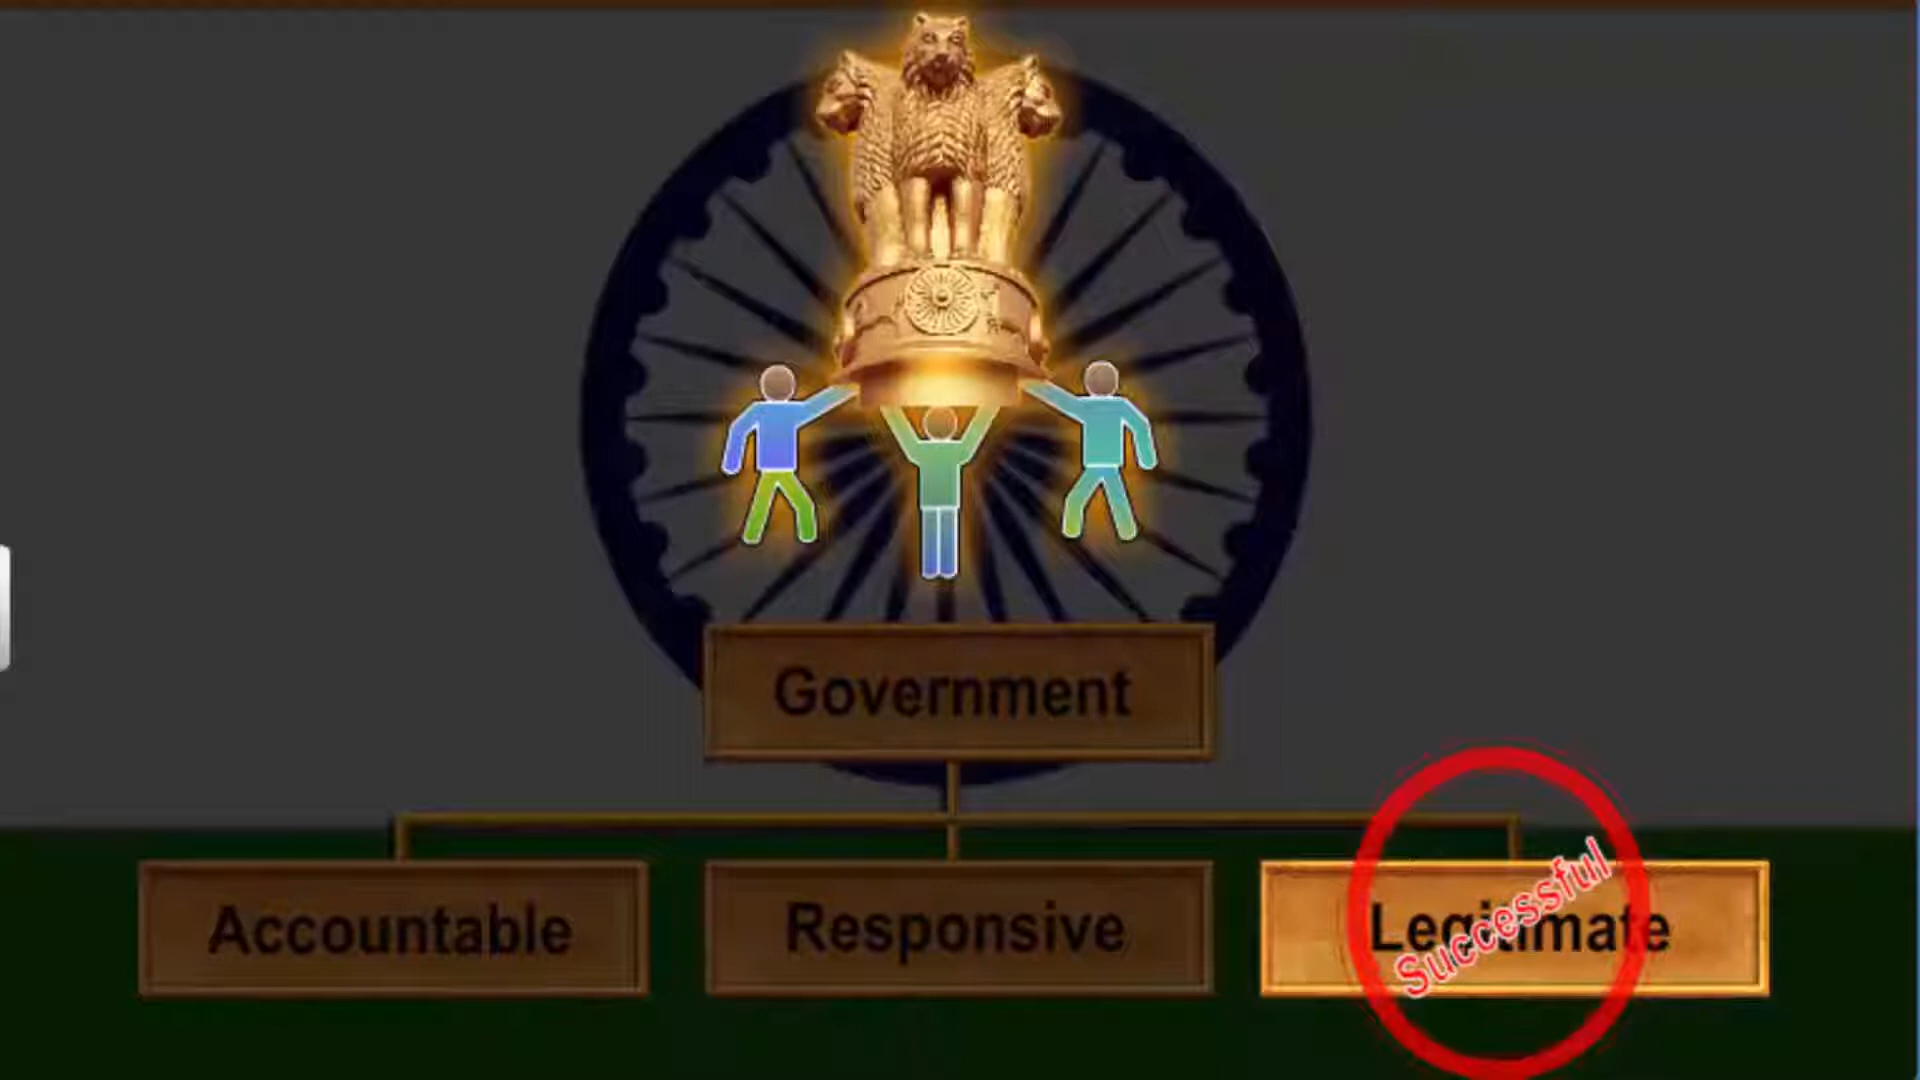 Government
Accountable
Responsive
Legitimate
Successful